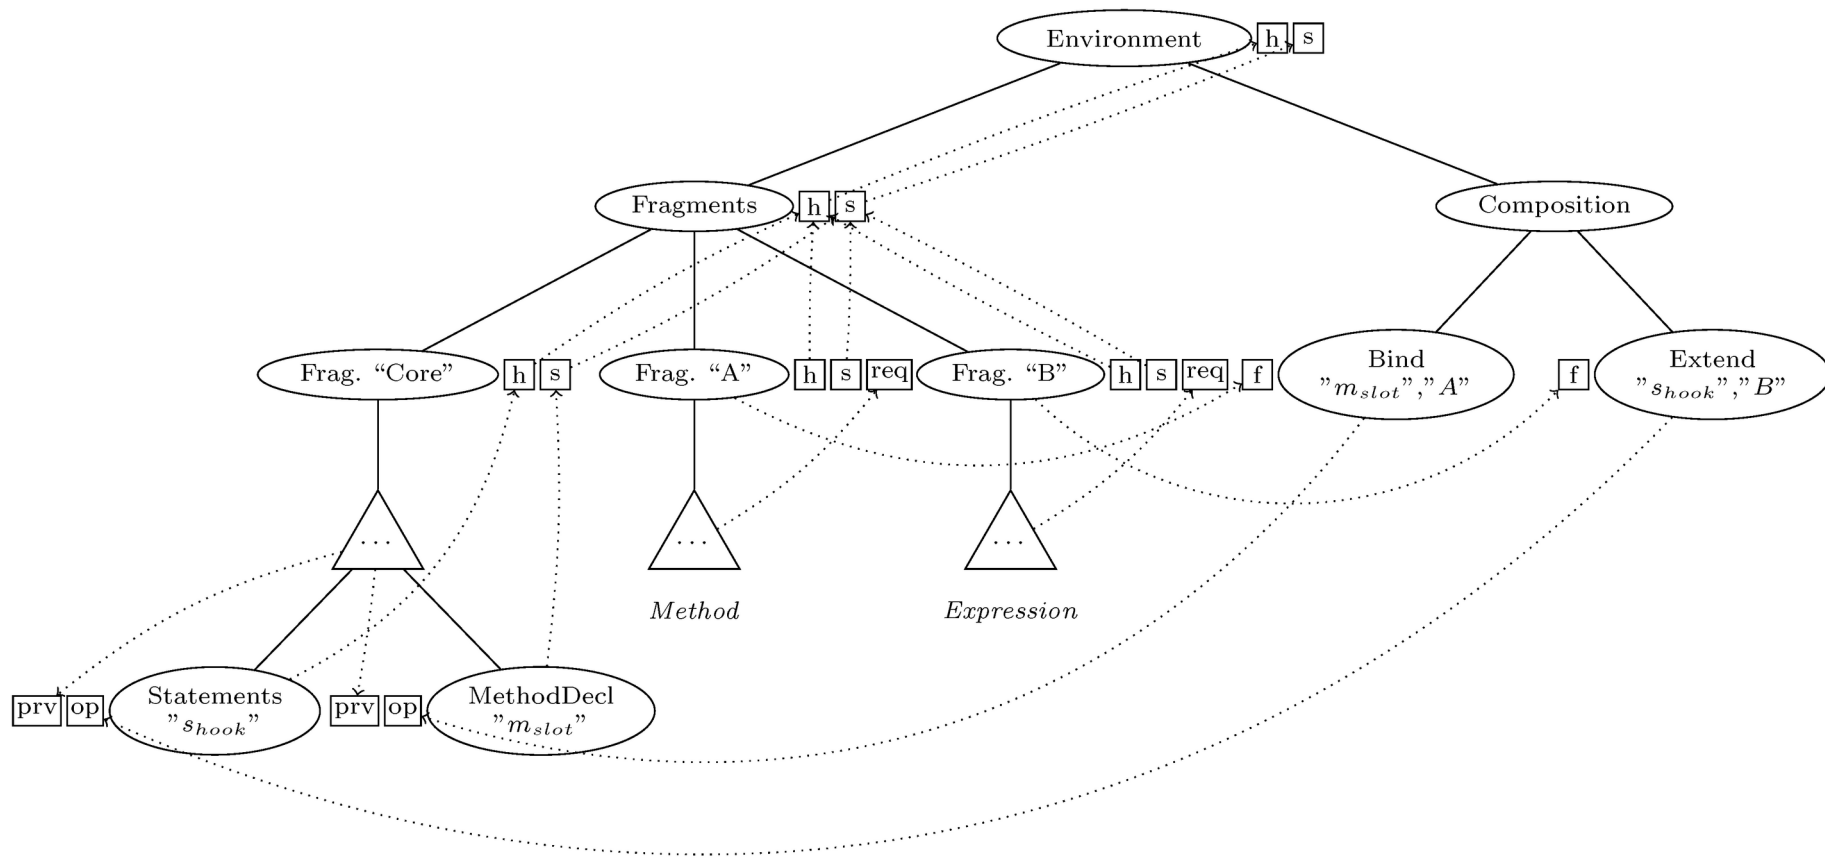 Environment h s
Fragments h s
Composition
Frag. “Core” h s
Frag. “A” h s req
Frag. “B” h s req
f Bind
"m_slot","A"
f Extend
"s_hook","B"
...
...
...
Method
Expression
prv op Statements
"s_hook"
prv op MethodDecl
"m_slot"